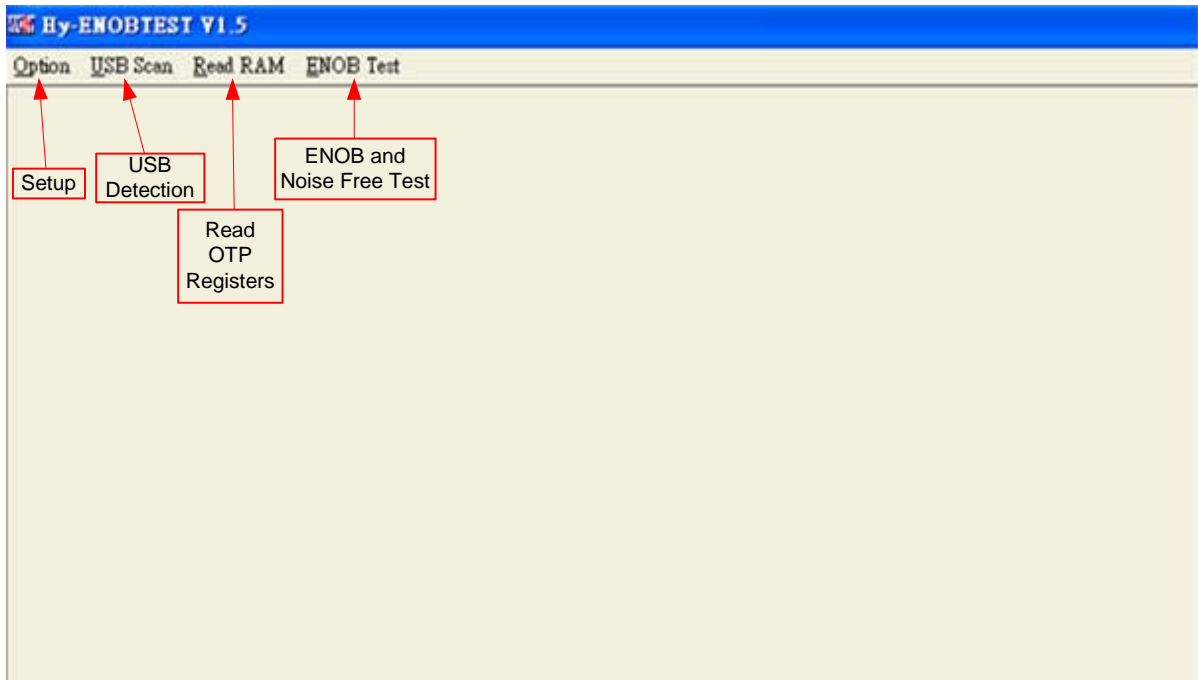 Hy-ENOBTEST V1.5
Option USB Scan Read RAM ENOB Test
Setup
USB
Detection
Read
OTP
Registers
ENOB and
Noise Free Test